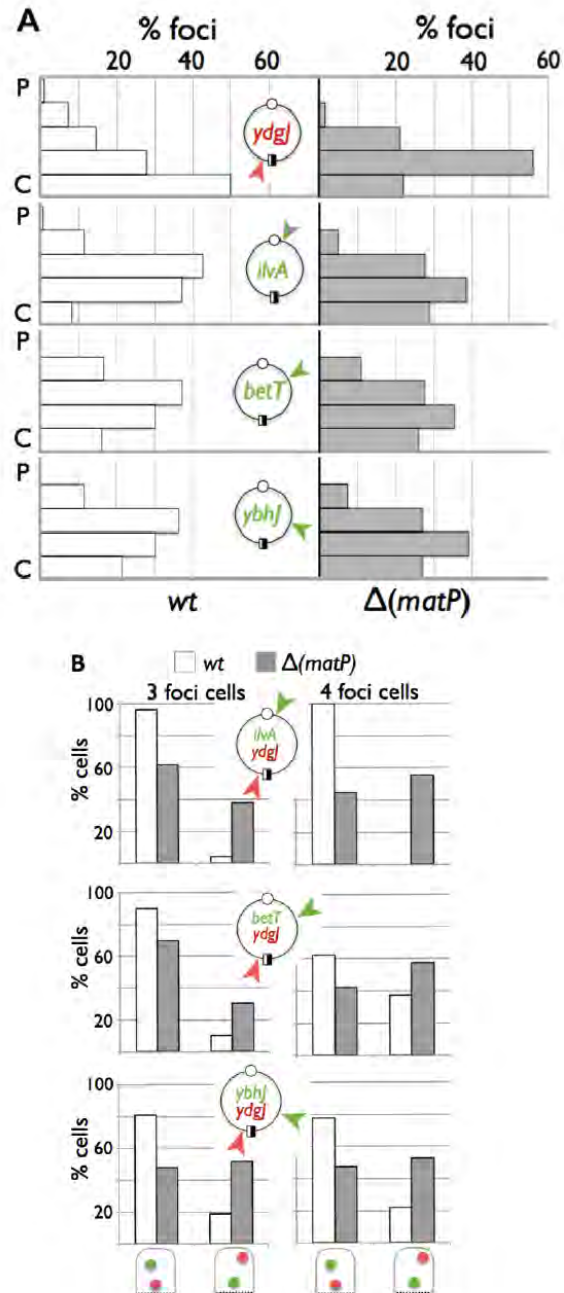 A
% foci % foci
20 40 60 20 40 60
P
ydgJ
C
P
ilvA
C
P
betT
C
P
ybhJ
C
wt Δ(matP)
B wt Δ(matP)
3 foci cells 4 foci cells
100
% cells
60
20
ilvA
ydgJ
100
% cells
60
20
betT
ydgJ
100
% cells
60
20
ybhJ
ydgJ